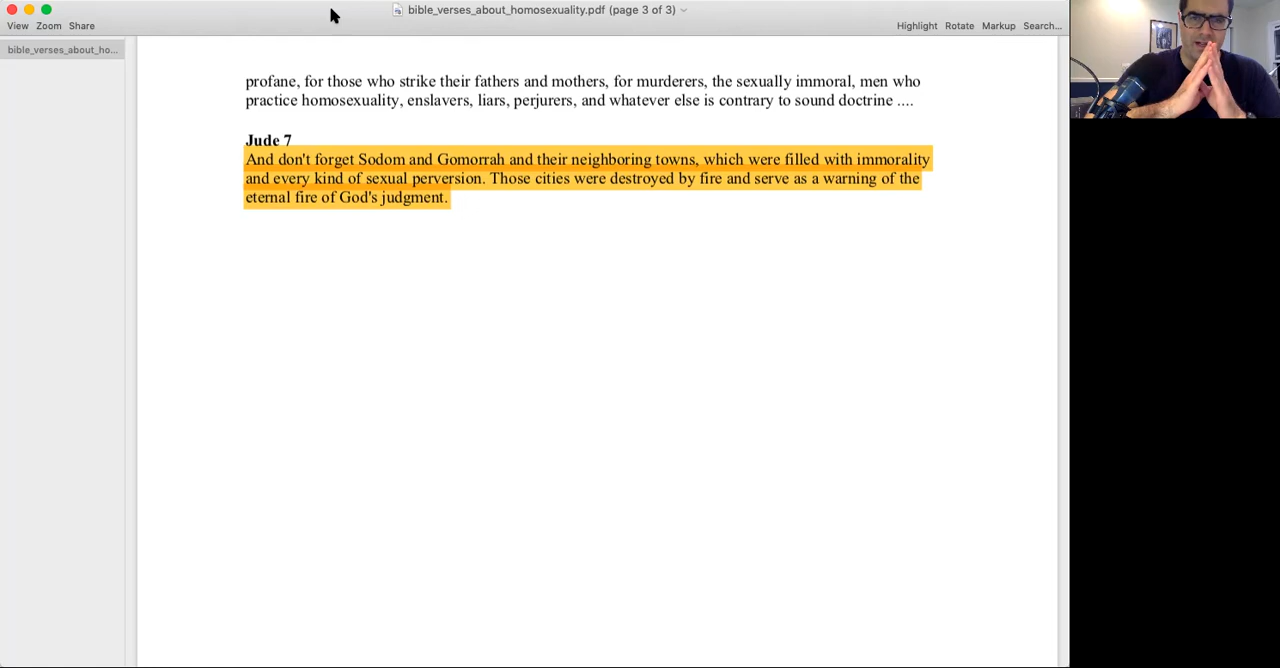 bible_verses_about_homosexuality.pdf (page 3 of 3)
View Zoom Share
Highlight Rotate Markup Search...
bible_verses_about_ho...
profane, for those who strike their fathers and mothers, for murderers, the sexually immoral, men who
practice homosexuality, enslavers, liars, perjurers, and whatever else is contrary to sound doctrine ....
Jude 7
And don't forget Sodom and Gomorrah and their neighboring towns, which were filled with immorality
and every kind of sexual perversion. Those cities were destroyed by fire and serve as a warning of the
eternal fire of God's judgment.